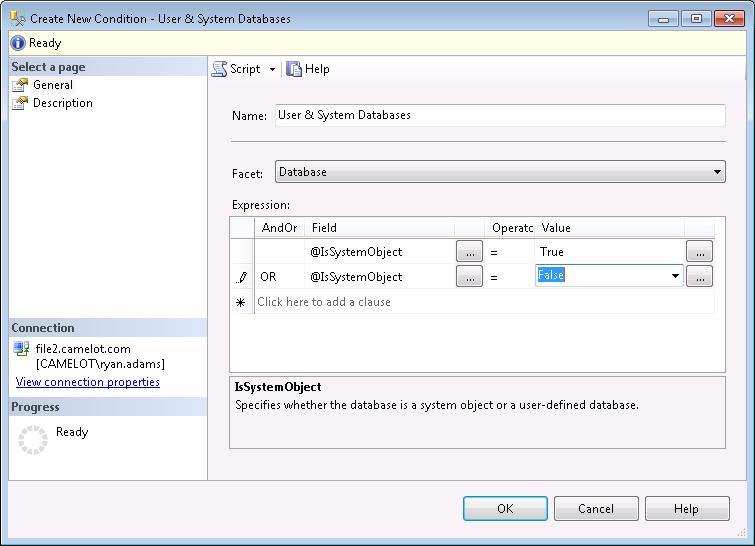 Create New Condition - User & System Databases
Ready
Select a page
General
Description
Script
Help
Name:
User & System Databases
Facet:
Database
Expression:
AndOr Field Operatc Value
@IsSystemObject ... = True ...
OR @IsSystemObject ... = False ...
Click here to add a clause
IsSystemObject
Specifies whether the database is a system object or a user-defined database.
Connection
file2.camelot.com
[CAMELOT\ryan.adams]
View connection properties
Progress
Ready
OK Cancel Help